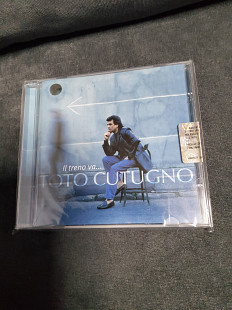 il treno va...
TOTO CUTUGNO